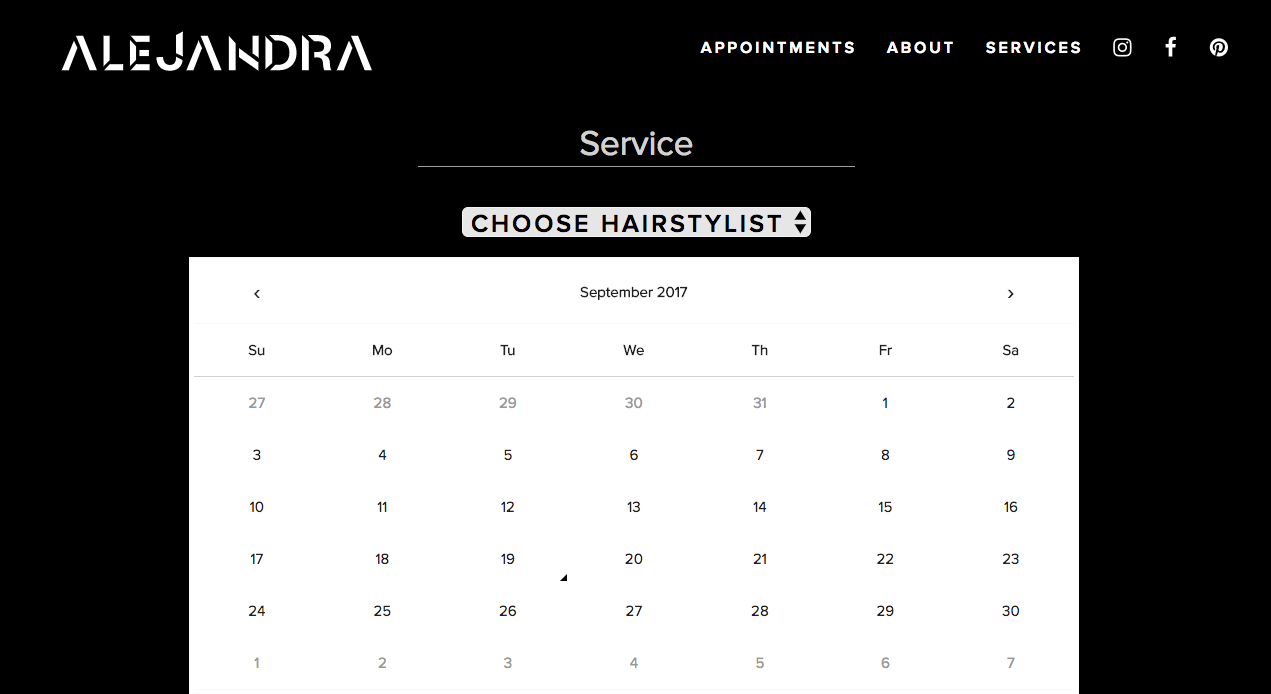 ALEJANDRA
APPOINTMENTS ABOUT SERVICES
Service
CHOOSE HAIRSTYLIST
‹ September 2017 ›
Su Mo Tu We Th Fr Sa
27 28 29 30 31 1 2
3 4 5 6 7 8 9
10 11 12 13 14 15 16
17 18 19 20 21 22 23
24 25 26 27 28 29 30
1 2 3 4 5 6 7